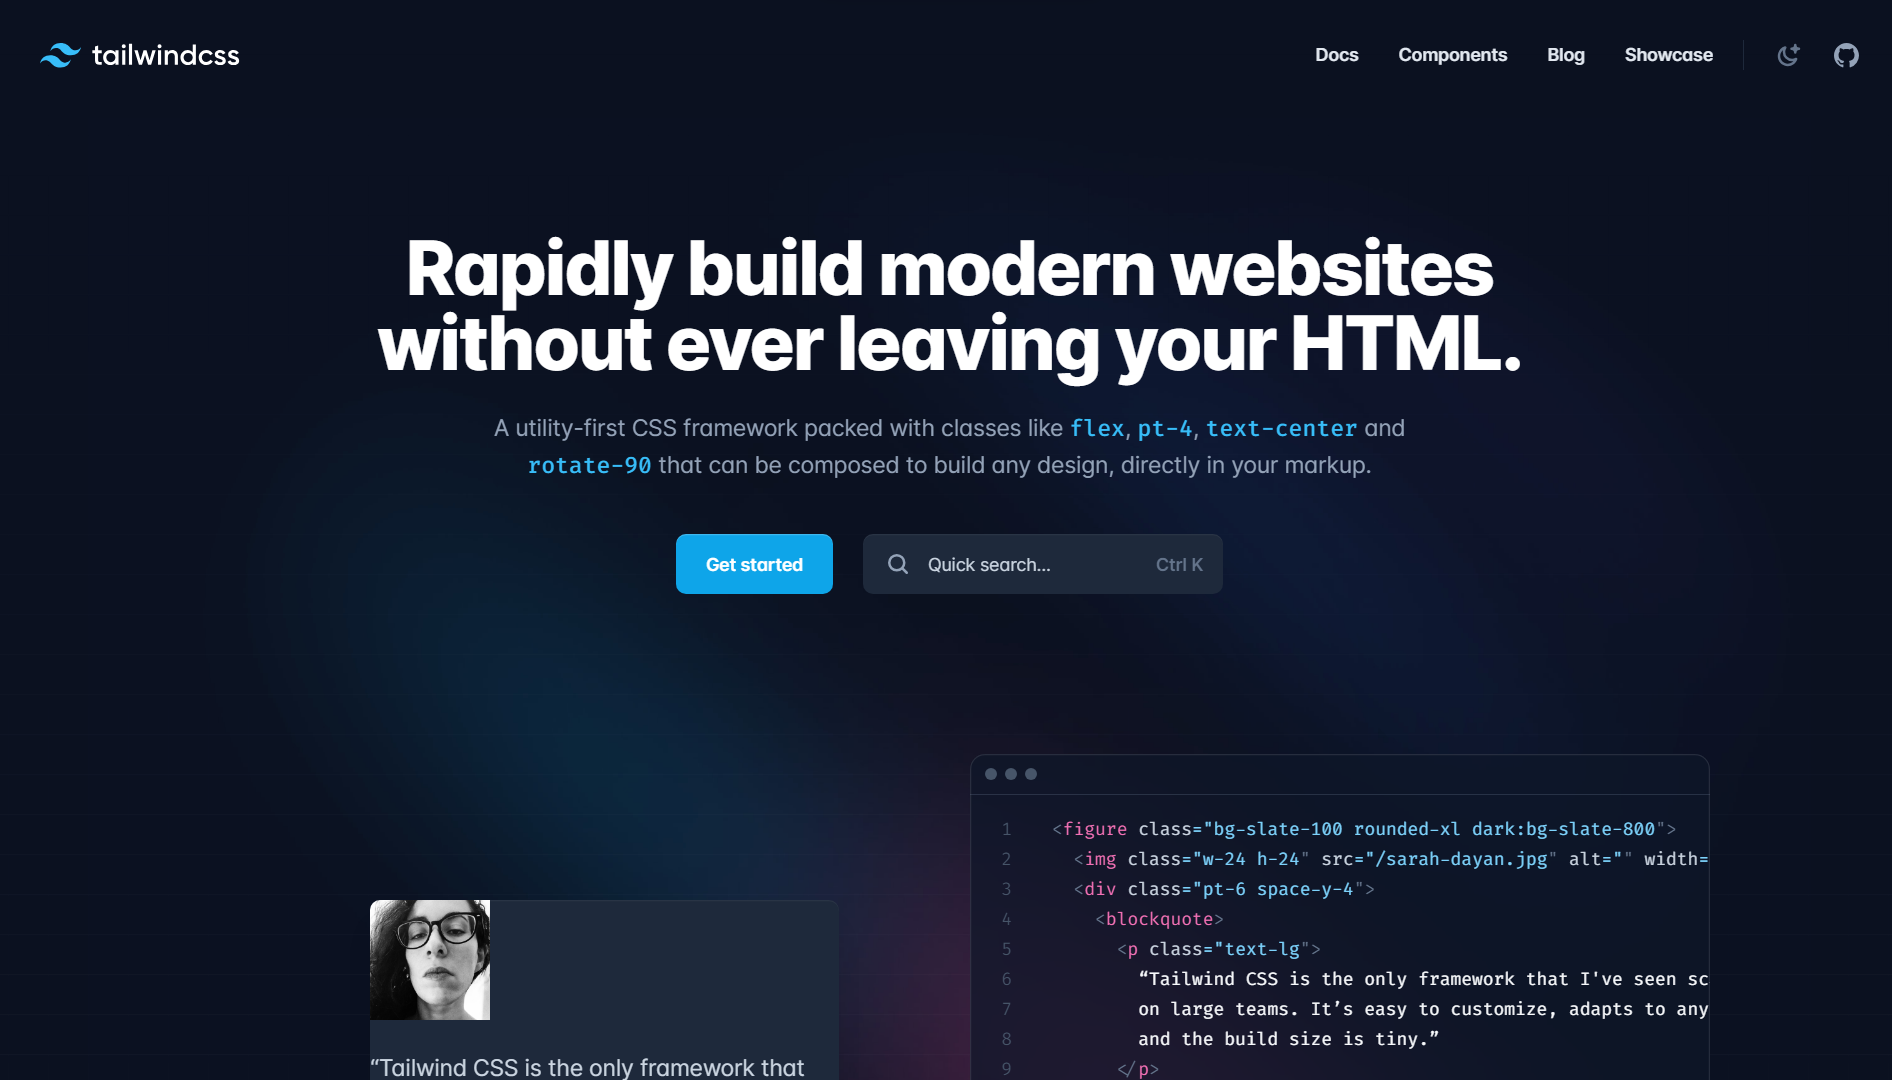 tailwindcss
Docs
Components
Blog
Showcase
Rapidly build modern websites
without ever leaving your HTML.
A utility-first CSS framework packed with classes like flex, pt-4, text-center and
rotate-90 that can be composed to build any design, directly in your markup.
Get started
Quick search...
Ctrl K
1 <figure class="bg-slate-100 rounded-xl dark:bg-slate-800">
2 <img class="w-24 h-24" src="/sarah-dayan.jpg" alt="" width=
3 <div class="pt-6 space-y-4">
4 <blockquote>
5 <p class="text-lg">
6 “Tailwind CSS is the only framework that I've seen sc
7 on large teams. It’s easy to customize, adapts to any
8 and the build size is tiny.”
9 </p>
“Tailwind CSS is the only framework that